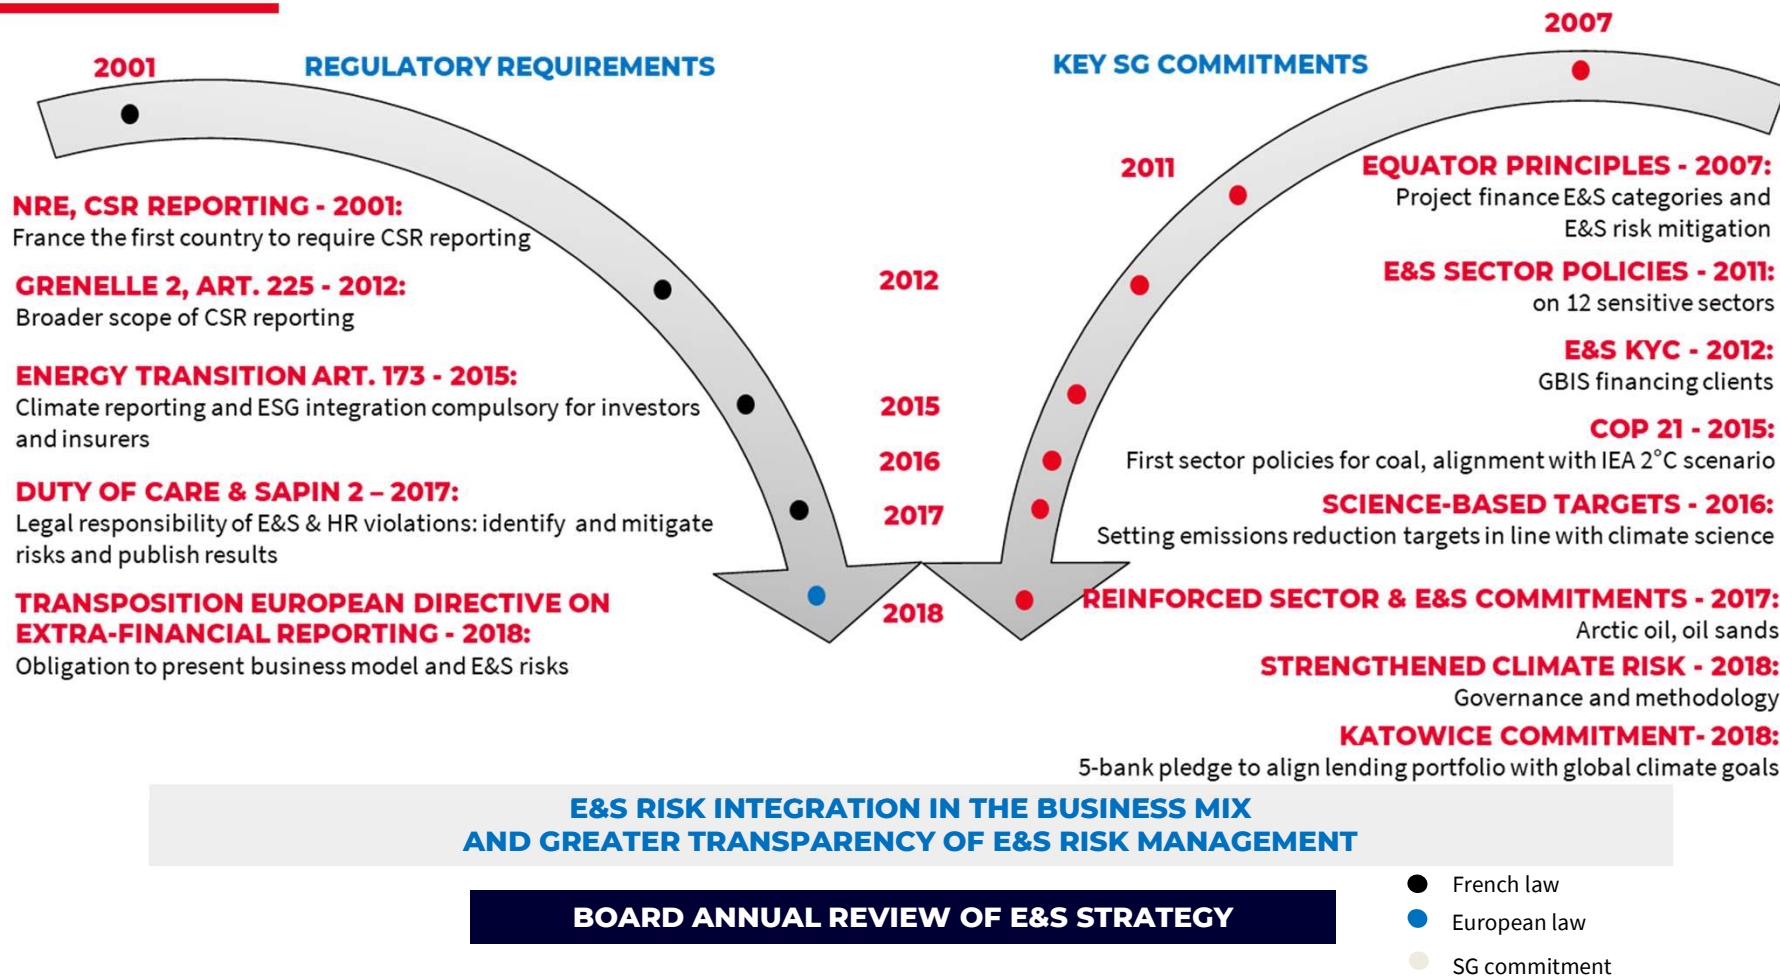 2001
REGULATORY REQUIREMENTS
NRE, CSR REPORTING - 2001:
France the first country to require CSR reporting
GRENELLE 2, ART. 225 - 2012:
Broader scope of CSR reporting
ENERGY TRANSITION ART. 173 - 2015:
Climate reporting and ESG integration compulsory for investors
and insurers
DUTY OF CARE & SAPIN 2 – 2017:
Legal responsibility of E&S & HR violations: identify and mitigate
risks and publish results
TRANSPOSITION EUROPEAN DIRECTIVE ON
EXTRA-FINANCIAL REPORTING - 2018:
Obligation to present business model and E&S risks
2012
2015
2016
2017
2018
KEY SG COMMITMENTS
2007
2011
EQUATOR PRINCIPLES - 2007:
Project finance E&S categories and
E&S risk mitigation
E&S SECTOR POLICIES - 2011:
on 12 sensitive sectors
E&S KYC - 2012:
GBIS financing clients
COP 21 - 2015:
First sector policies for coal, alignment with IEA 2°C scenario
SCIENCE-BASED TARGETS - 2016:
Setting emissions reduction targets in line with climate science
REINFORCED SECTOR & E&S COMMITMENTS - 2017:
Arctic oil, oil sands
STRENGTHENED CLIMATE RISK - 2018:
Governance and methodology
KATOWICE COMMITMENT- 2018:
5-bank pledge to align lending portfolio with global climate goals
E&S RISK INTEGRATION IN THE BUSINESS MIX
AND GREATER TRANSPARENCY OF E&S RISK MANAGEMENT
BOARD ANNUAL REVIEW OF E&S STRATEGY
French law
European law
SG commitment